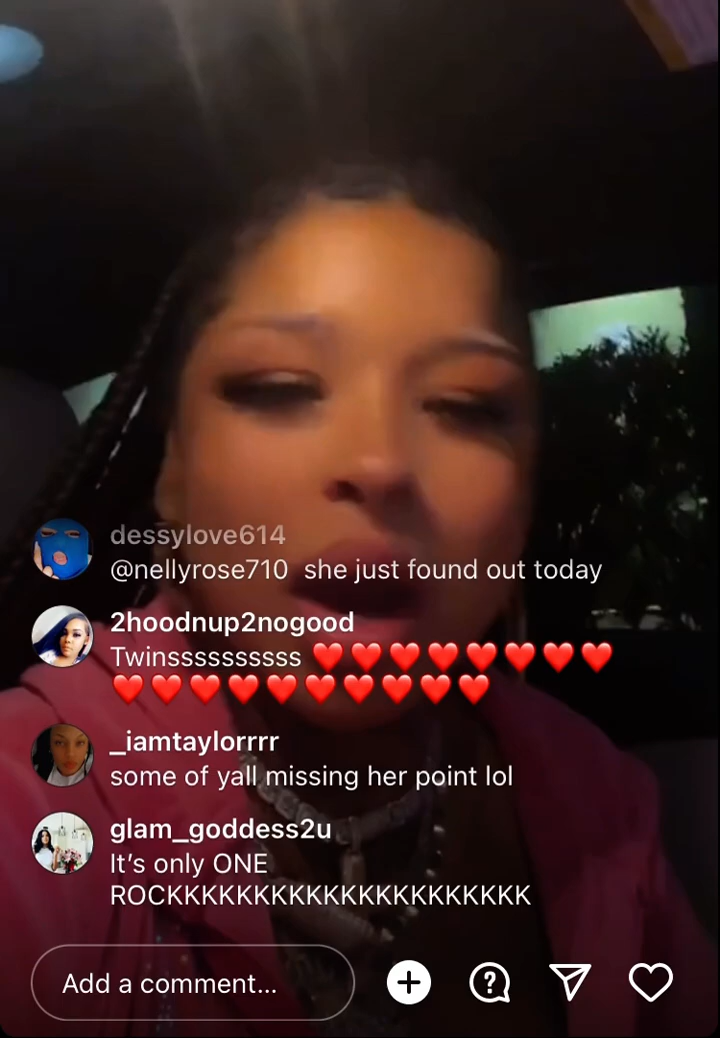 dessylove614
@nellyrose710 she just found out today
2hoodnup2nogood
Twinsssssssssss ❤️❤️❤️❤️❤️❤️❤️❤️
❤️❤️❤️❤️❤️❤️❤️❤️❤️❤️
_iamtaylorrrr
some of yall missing her point lol
glam_goddess2u
It’s only ONE
ROCKKKKKKKKKKKKKKKKKKKKK
Add a comment...